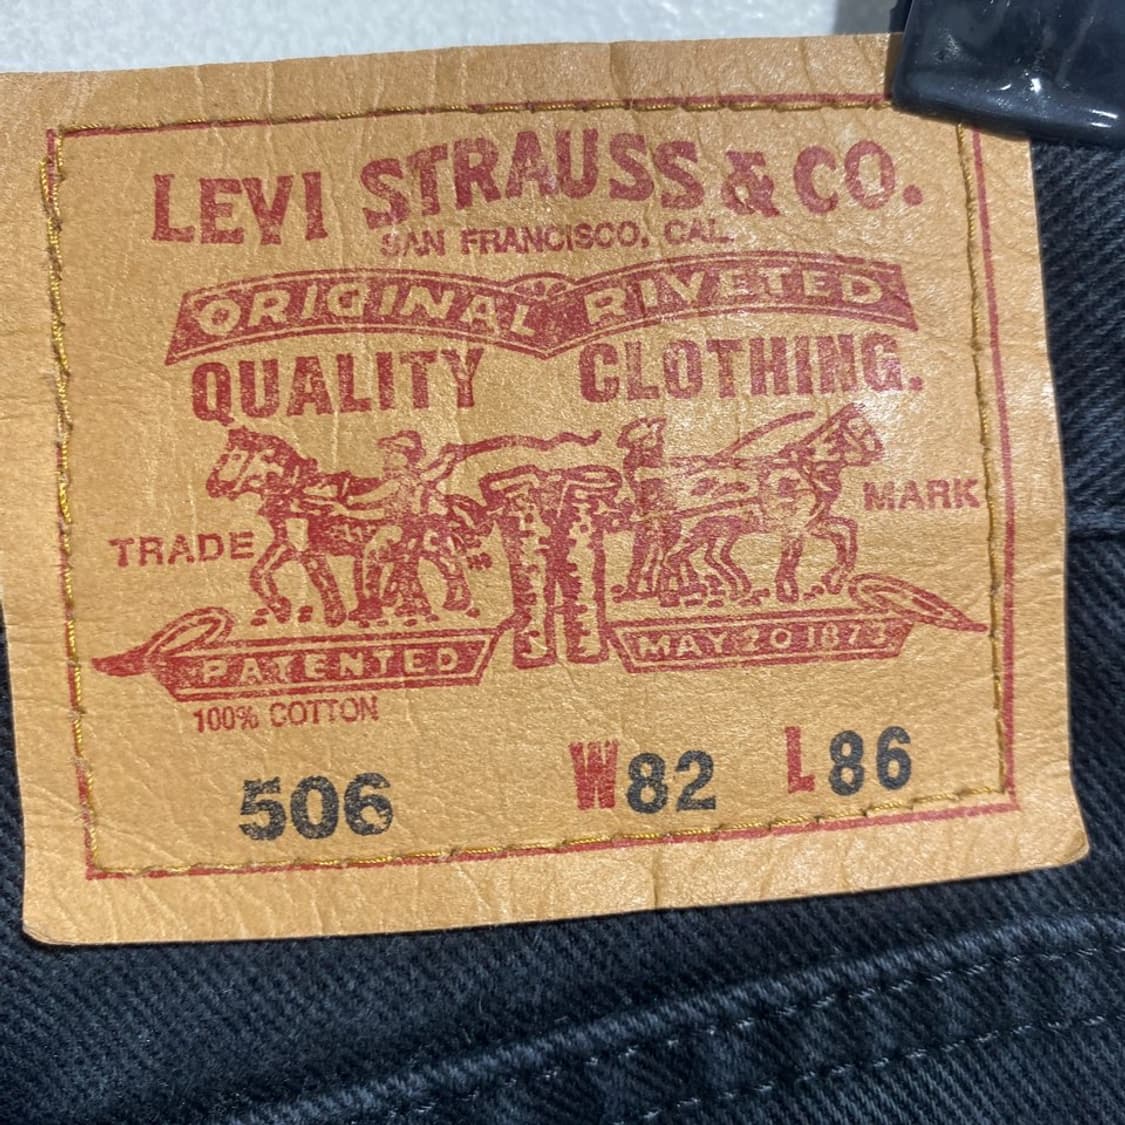 LEVI STRAUSS & CO.
SAN FRANCISCO, CAL.
ORIGINAL RIVETED
QUALITY CLOTHING.
TRADE MARK
PATENTED MAY 20 1873
100% COTTON
506 W82 L86